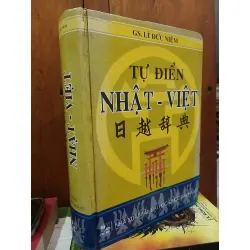 GS. LÊ ĐỨC NIỆM
TỰ ĐIỂN
NHẬT - VIỆT
日越辞典
NHẬT - VIỆT